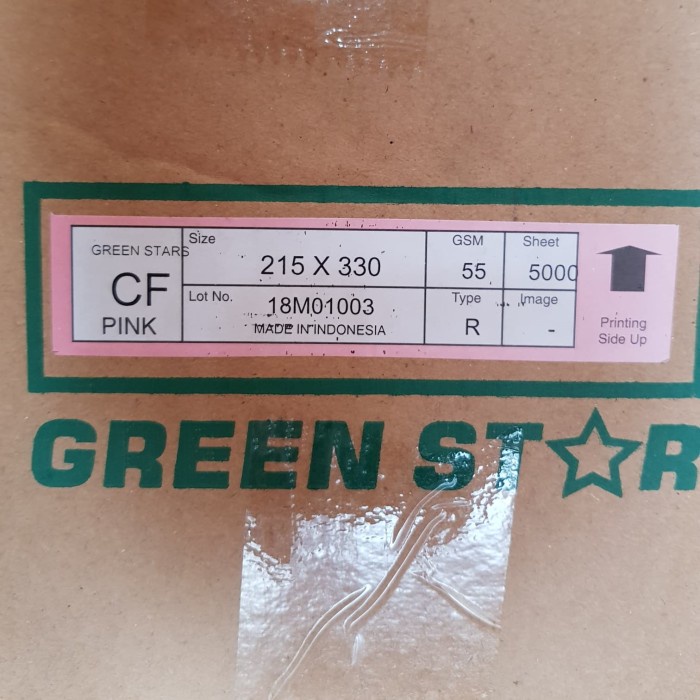 GREEN STARS
CF
PINK
Size
215 X 330
Lot No.
18M01003
MADE IN INDONESIA
GSM
55
Sheet
5000
Type
R
Image
-
Printing
Side Up
GREEN ST☆R